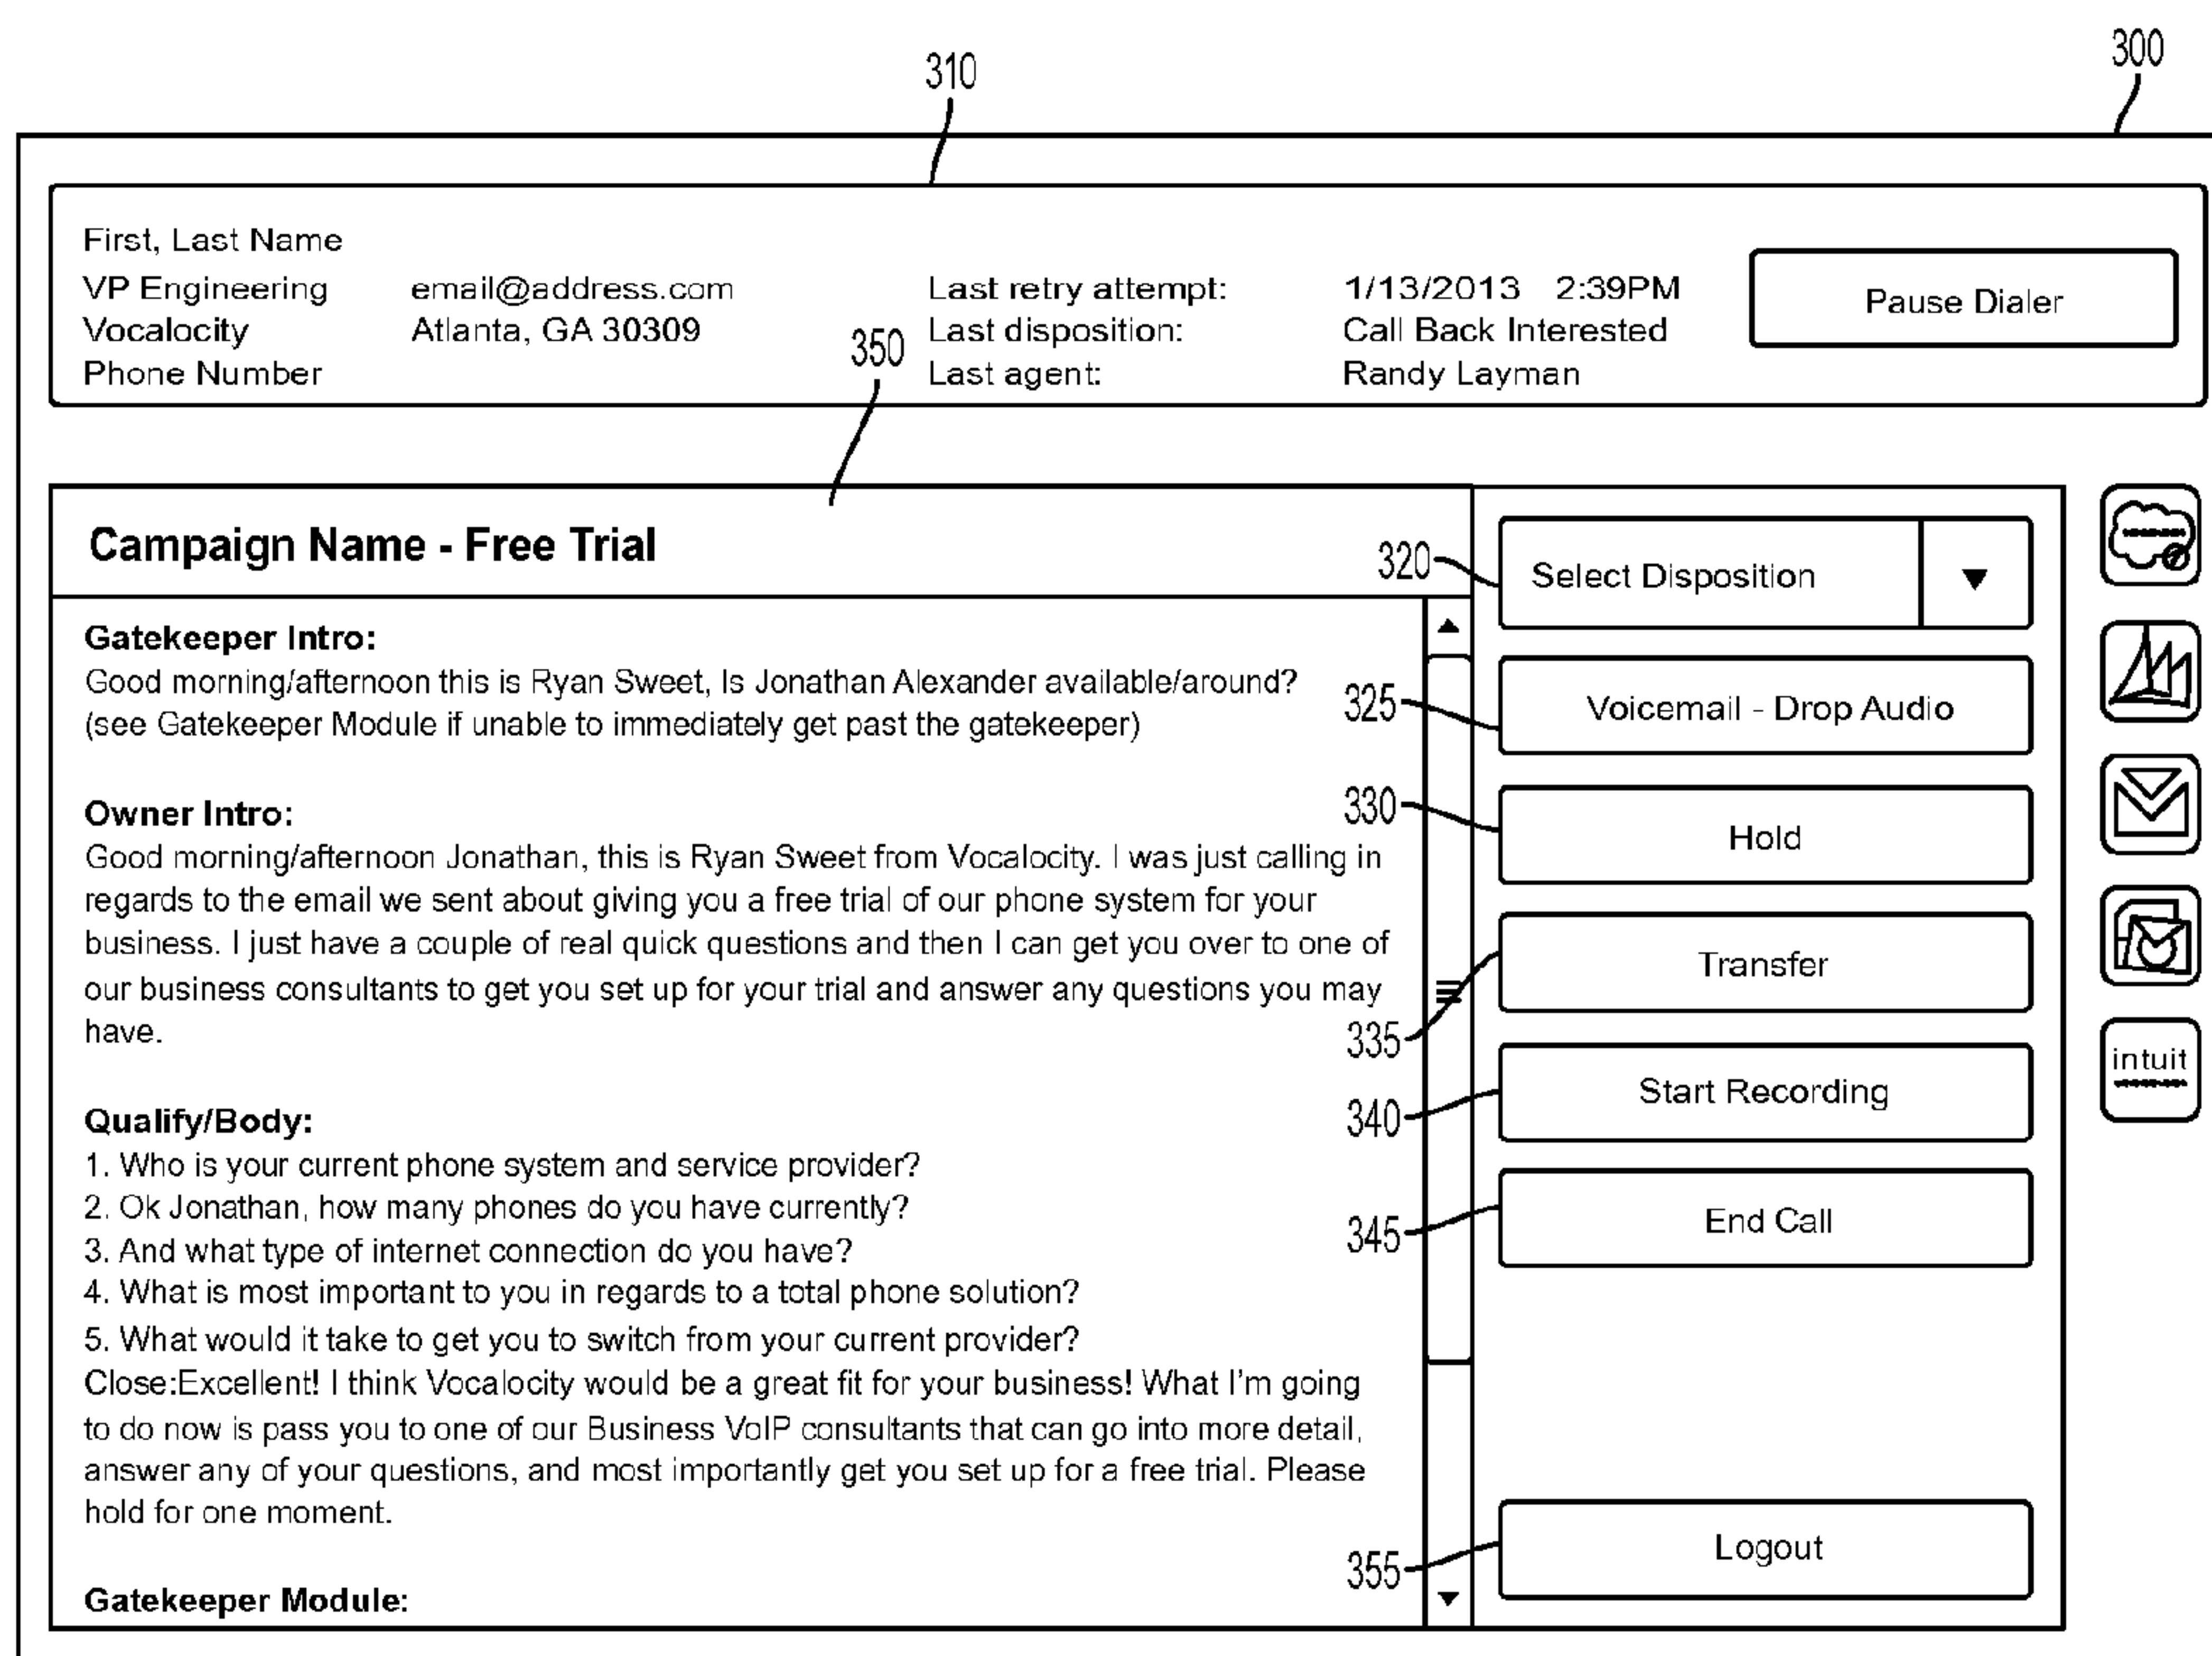 300
310
First, Last Name
VP Engineering email@address.com Last retry attempt: 1/13/2013 2:39PM
Vocalocity Atlanta, GA 30309 Last disposition: Call Back Interested
Phone Number Last agent: Randy Layman
Pause Dialer
350
Campaign Name - Free Trial
Gatekeeper Intro:
Good morning/afternoon this is Ryan Sweet, Is Jonathan Alexander available/around?
(see Gatekeeper Module if unable to immediately get past the gatekeeper)
Owner Intro:
Good morning/afternoon Jonathan, this is Ryan Sweet from Vocalocity. I was just calling in
regards to the email we sent about giving you a free trial of our phone system for your
business. I just have a couple of real quick questions and then I can get you over to one of
our business consultants to get you set up for your trial and answer any questions you may
have.
Qualify/Body:
1. Who is your current phone system and service provider?
2. Ok Jonathan, how many phones do you have currently?
3. And what type of internet connection do you have?
4. What is most important to you in regards to a total phone solution?
5. What would it take to get you to switch from your current provider?
Close:Excellent! I think Vocalocity would be a great fit for your business! What I'm going
to do now is pass you to one of our Business VoIP consultants that can go into more detail,
answer any of your questions, and most importantly get you set up for a free trial. Please
hold for one moment.
Gatekeeper Module:
320 Select Disposition
325 Voicemail - Drop Audio
330 Hold
335 Transfer
340 Start Recording
345 End Call
355 Logout
intuit